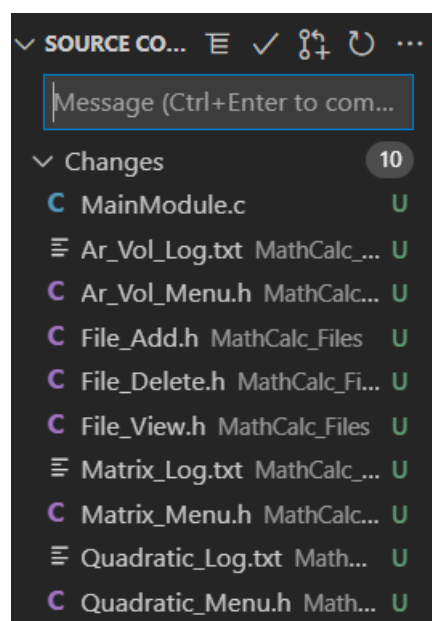 SOURCE CO...
Message (Ctrl+Enter to com...
Changes 10
C MainModule.c U
Ar_Vol_Log.txt MathCalc_... U
C Ar_Vol_Menu.h MathCalc... U
C File_Add.h MathCalc_Files U
C File_Delete.h MathCalc_Fi... U
C File_View.h MathCalc_Files U
Matrix_Log.txt MathCalc_... U
C Matrix_Menu.h MathCalc... U
Quadratic_Log.txt Math... U
C Quadratic_Menu.h Math... U